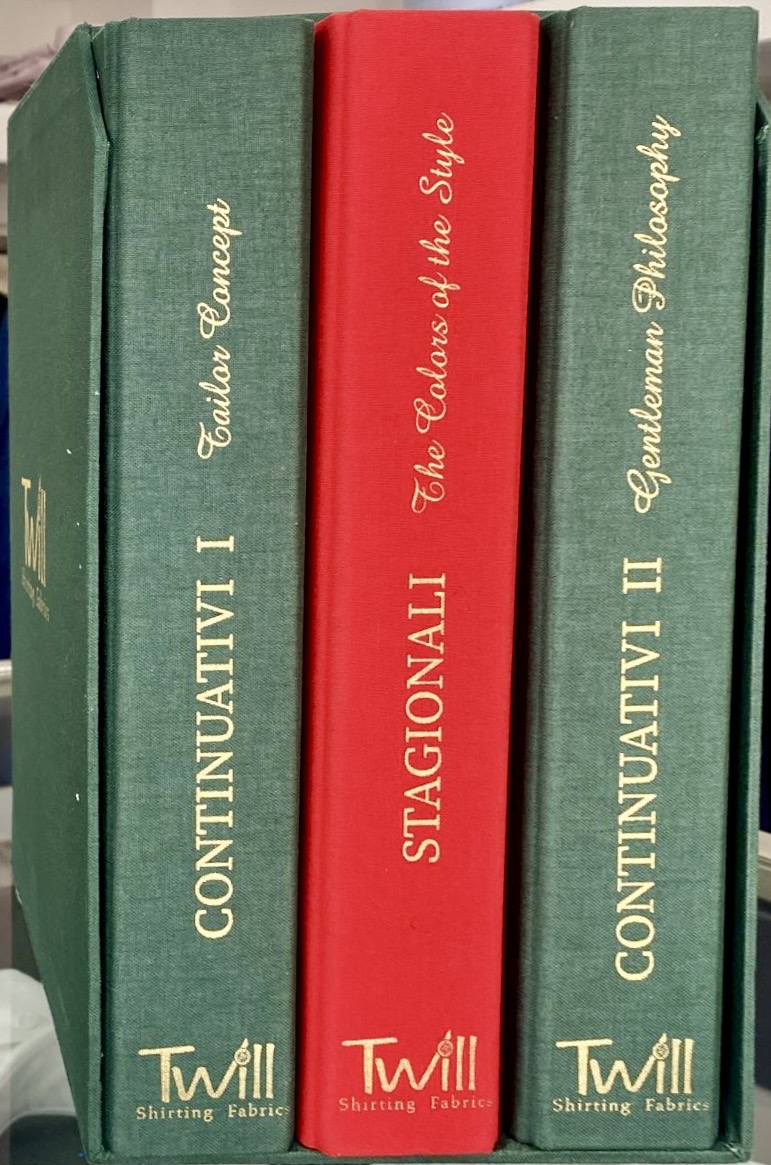 Twill
Shirting Fabrics
CONTINUATIVI I Tailor Concept
Twill
Shirting Fabrics
STAGIONALI The Colors of the Style
Twill
Shirting Fabrics
CONTINUATIVI II Gentleman Philosophy
Twill
Shirting Fabrics